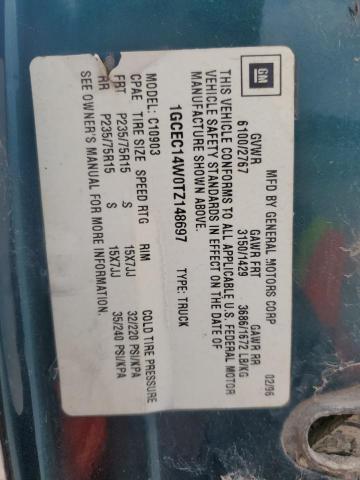 GM
MFD BY GENERAL MOTORS CORP 02/96
GVWR GAWR FRT GAWR RR
6100/2767 3150/1429 3686/1672 LB/KG
THIS VEHICLE CONFORMS TO ALL APPLICABLE U.S. FEDERAL MOTOR
VEHICLE SAFETY STANDARDS IN EFFECT ON THE DATE OF
MANUFACTURE SHOWN ABOVE.
1GCEC14W0TZ148697 TYPE: TRUCK
MODEL: C10903
CPAE TIRE SIZE SPEED RTG RIM COLD TIRE PRESSURE
FRT P235/75R15 S 15X7JJ 32/220 PSI/KPA
RR P235/75R15 S 15X7JJ 35/240 PSI/KPA
SEE OWNER'S MANUAL FOR MORE INFORMATION.